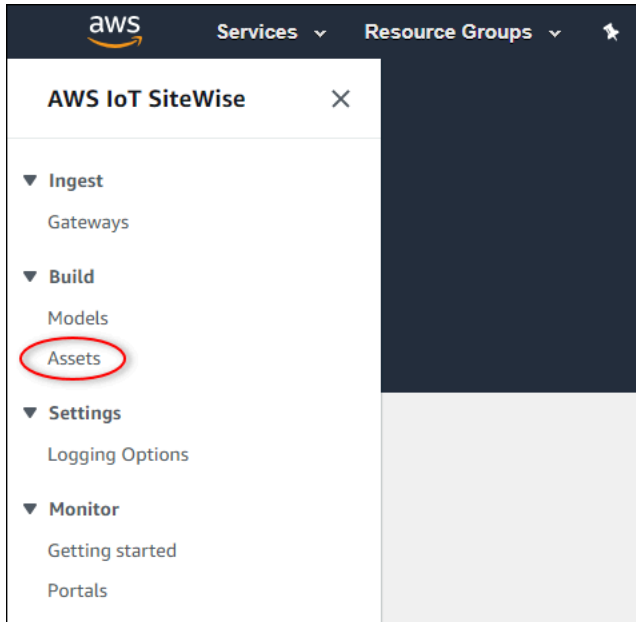 aws Services Resource Groups
AWS IoT SiteWise
Ingest
Gateways
Build
Models
Assets
Settings
Logging Options
Monitor
Getting started
Portals